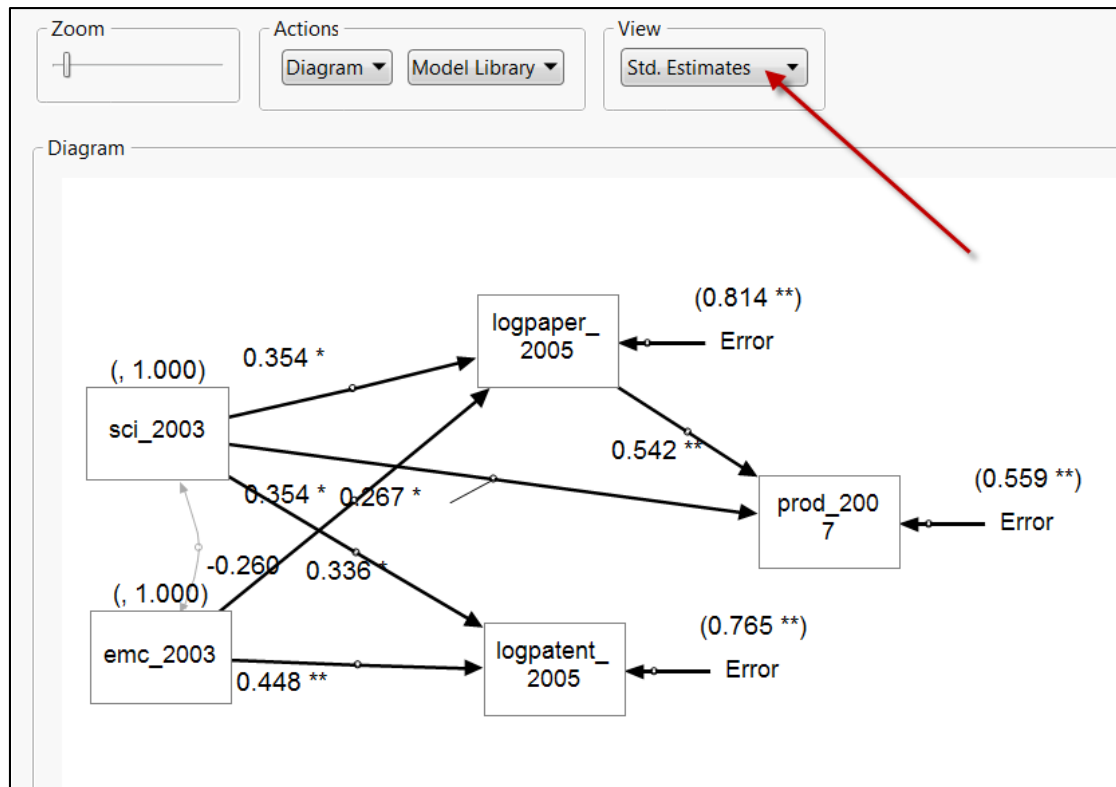 Zoom
Actions
View
Diagram
Model Library
Std. Estimates
Diagram
(0.814 **)
logpaper_
2005
Error
0.354 *
(, 1.000)
sci_2003
0.542 **
(0.559 **)
0.354 *
0.267 *
prod_200
7
Error
-0.260
0.336 *
(, 1.000)
(0.765 **)
emc_2003
logpatent_
2005
Error
0.448 **